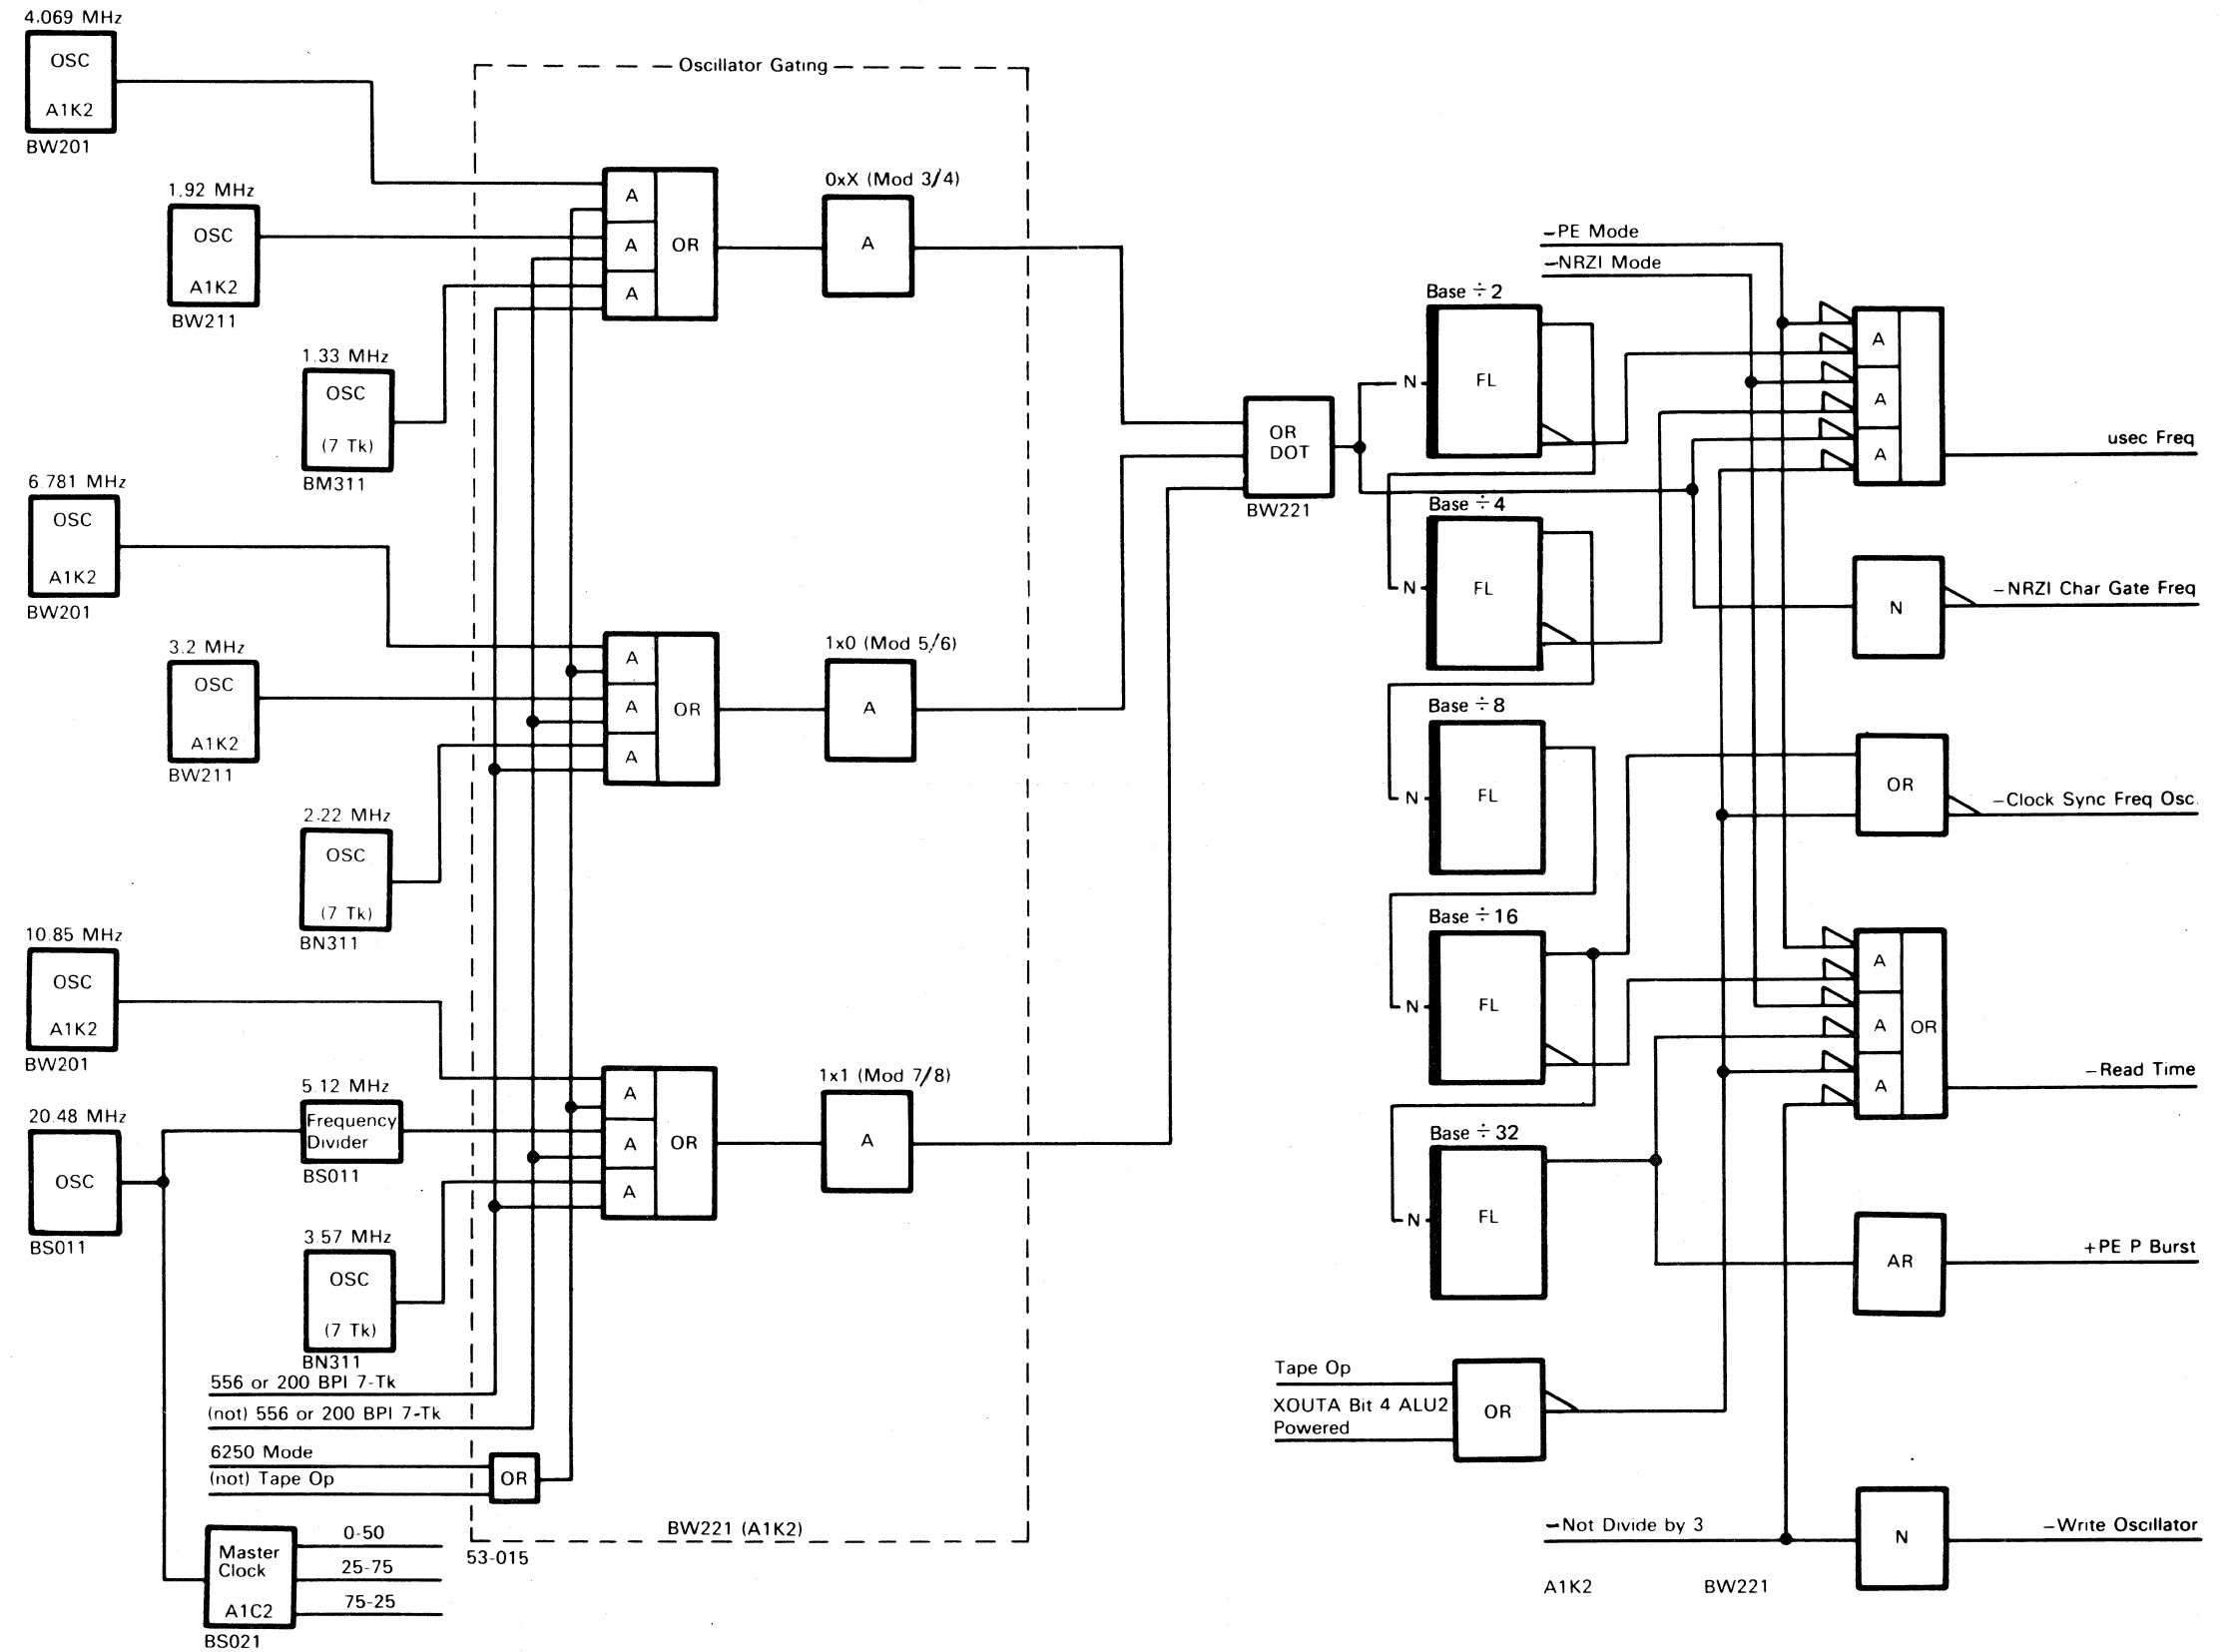 4.069 MHz
OSC
A1K2
BW201
1.92 MHz
OSC
A1K2
BW211
1.33 MHz
OSC
(7 Tk)
BM311
6.781 MHz
OSC
A1K2
BW201
3.2 MHz
OSC
A1K2
BW211
2.22 MHz
OSC
(7 Tk)
BN311
10.85 MHz
OSC
A1K2
BW201
5.12 MHz
Frequency
Divider
BS011
20.48 MHz
OSC
BS011
3.57 MHz
OSC
(7 Tk)
BN311
556 or 200 BPI 7-Tk
(not) 556 or 200 BPI 7-Tk
6250 Mode
(not) Tape Op
OR
Master
Clock
A1C2
BS021
0-50
25-75
75-25
Oscillator Gating
A
A
A
OR
0xX (Mod 3/4)
A
A
A
A
OR
1x0 (Mod 5/6)
A
A
A
A
OR
1x1 (Mod 7/8)
A
BW221 (A1K2)
53-015
OR
DOT
BW221
-PE Mode
-NRZI Mode
Base ÷ 2
N
FL
Base ÷ 4
N
FL
Base ÷ 8
N
FL
Base ÷ 16
N
FL
Base ÷ 32
N
FL
Tape Op
XOUTA Bit 4 ALU2
Powered
OR
-Not Divide by 3
A1K2
BW221
A
A
A
usec Freq
N
-NRZI Char Gate Freq
OR
-Clock Sync Freq Osc.
A
A
A
OR
-Read Time
AR
+PE P Burst
N
-Write Oscillator